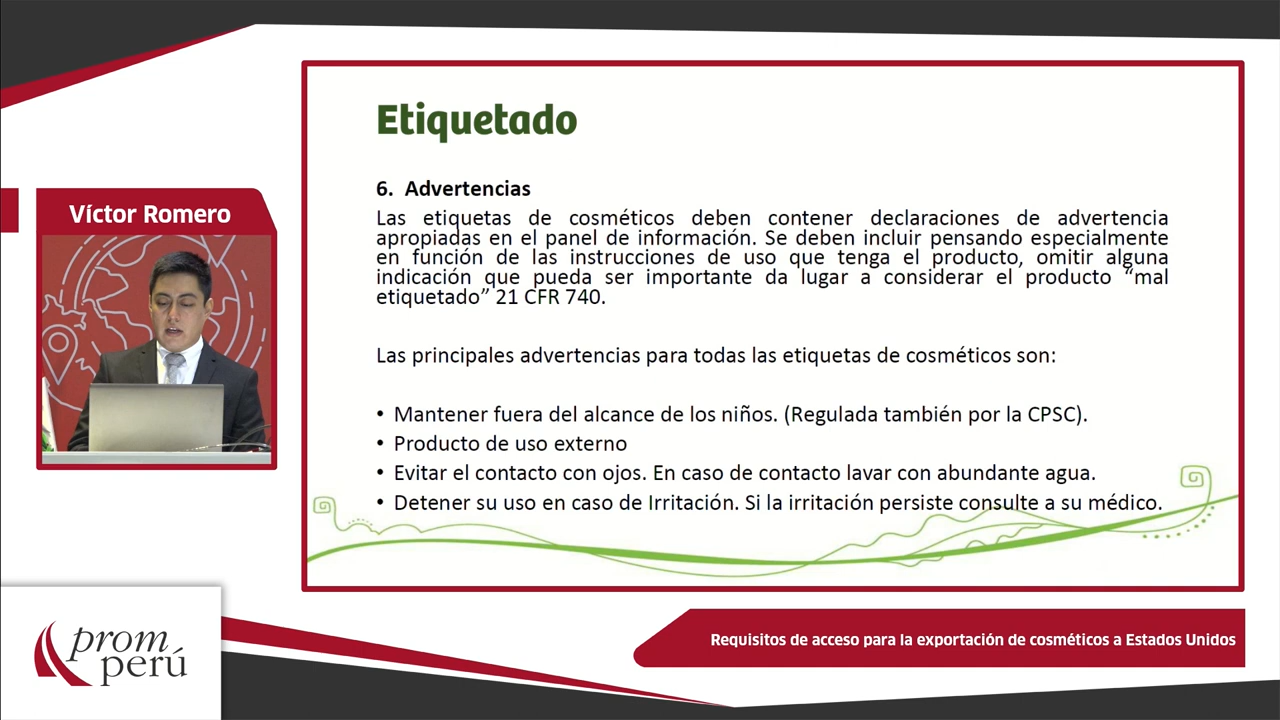 Etiquetado
6. Advertencias
Las etiquetas de cosméticos deben contener declaraciones de advertencia
apropiadas en el panel de información. Se deben incluir pensando especialmente
en función de las instrucciones de uso que tenga el producto, omitir alguna
indicación que pueda ser importante da lugar a considerar el producto “mal
etiquetado” 21 CFR 740.
Las principales advertencias para todas las etiquetas de cosméticos son:
• Mantener fuera del alcance de los niños. (Regulada también por la CPSC).
• Producto de uso externo
• Evitar el contacto con ojos. En caso de contacto lavar con abundante agua.
• Detener su uso en caso de Irritación. Si la irritación persiste consulte a su médico.
Víctor Romero
prom
perú
Requisitos de acceso para la exportación de cosméticos a Estados Unidos